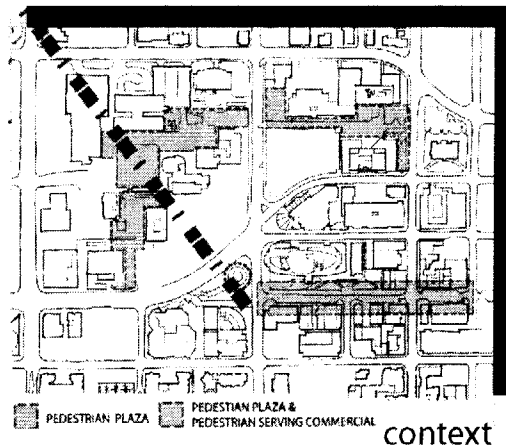 PEDESTRIAN PLAZA
PEDESTIAN PLAZA &
PEDESTRIAN SERVING COMMERCIAL
context